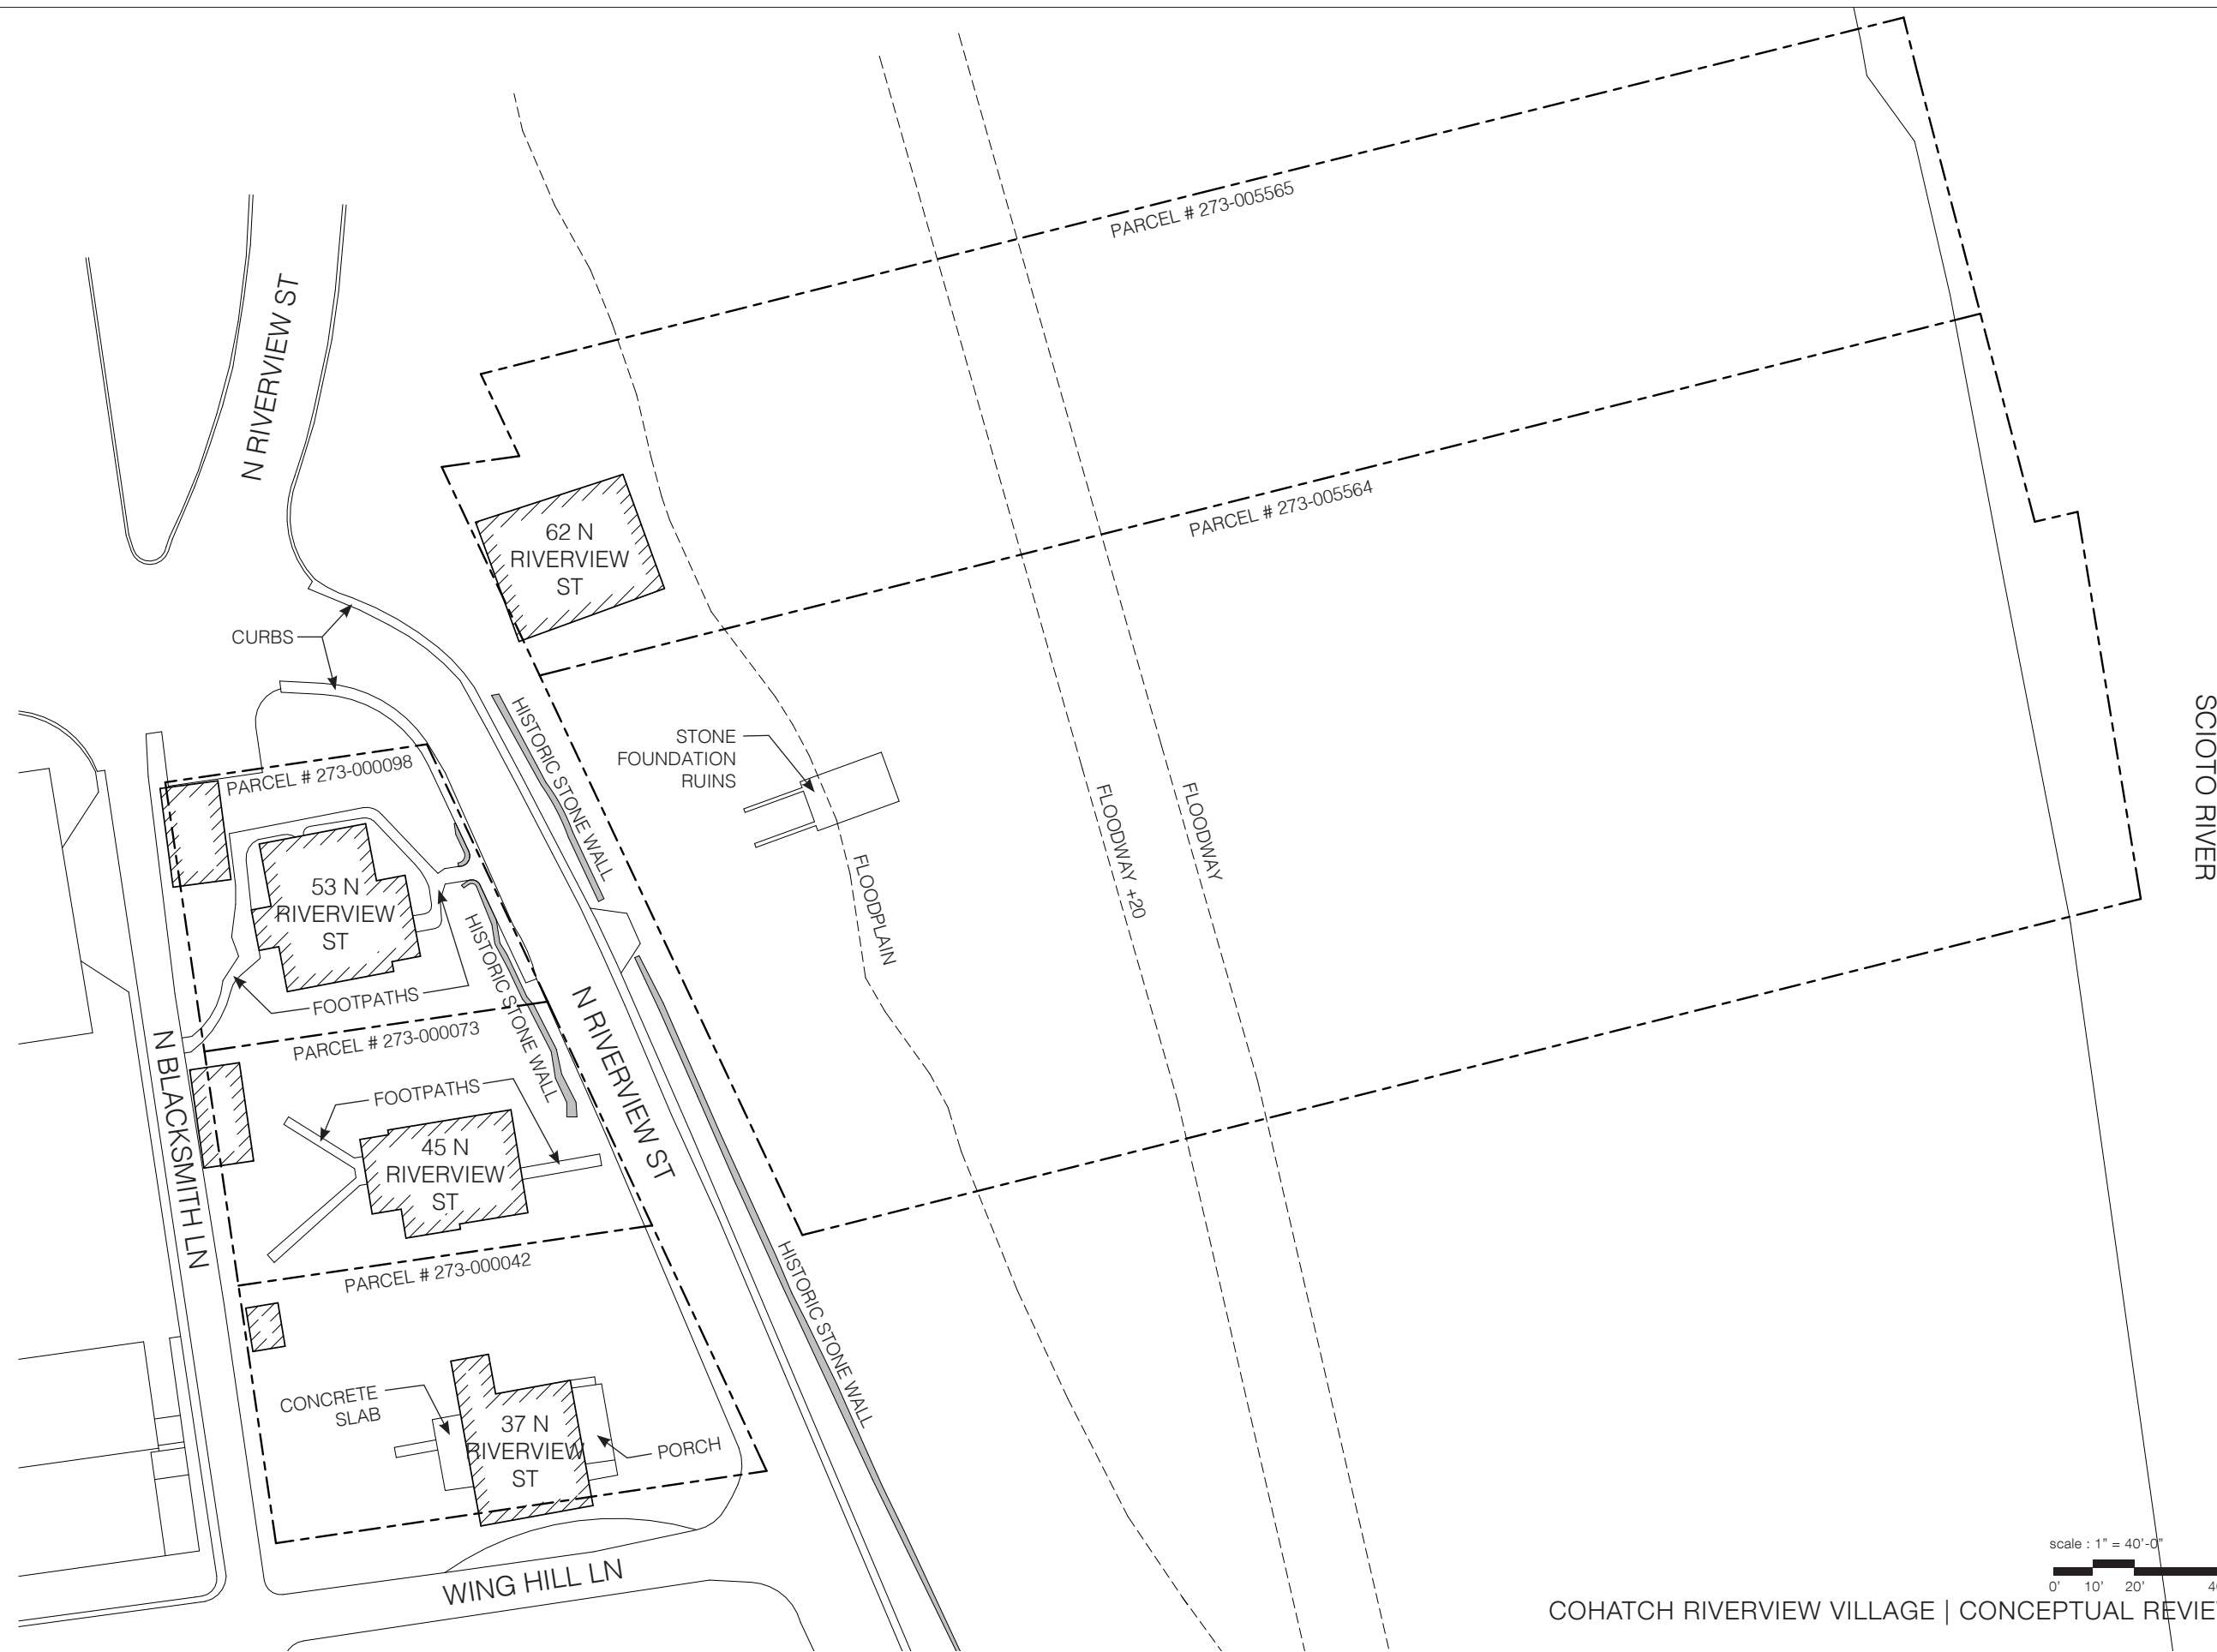 PARCEL # 273-005565
N RIVERVIEW ST
PARCEL # 273-005564
62 N
RIVERVIEW
ST
CURBS
HISTORIC STONE WALL
STONE
FOUNDATION
RUINS
SCIOTO RIVER
PARCEL # 273-000098
FLOODWAY +20
FLOODWAY
FLOODPLAIN
53 N
RIVERVIEW
ST
HISTORIC STONE WALL
FOOTPATHS
N RIVERVIEW ST
PARCEL # 273-000073
N BLACKSMITH LN
FOOTPATHS
45 N
RIVERVIEW
ST
PARCEL # 273-000042
HISTORIC STONE WALL
CONCRETE
SLAB
37 N
RIVERVIEW
ST
PORCH
WING HILL LN
scale : 1" = 40'-0"
0' 10' 20'
COHATCH RIVERVIEW VILLAGE | CONCEPTUAL